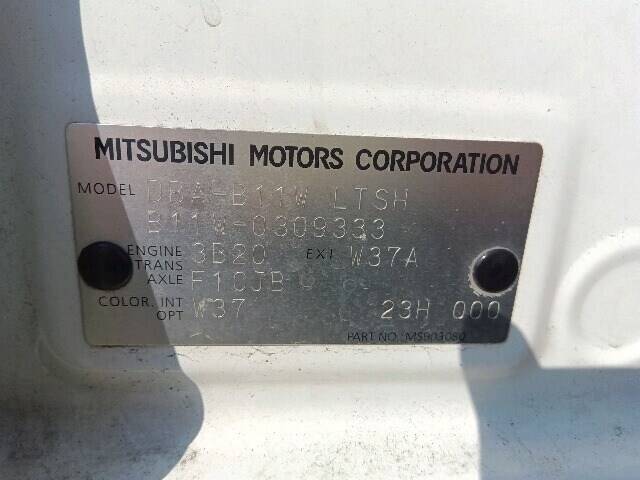 MITSUBISHI MOTORS CORPORATION
MODEL DBA-B11W LTSH
B11W-0309333
ENGINE 3B20 EXT W37A
TRANS AXLE F1CJB
COLOR. INT OPT W37 23H 000
PART NO. MS903080